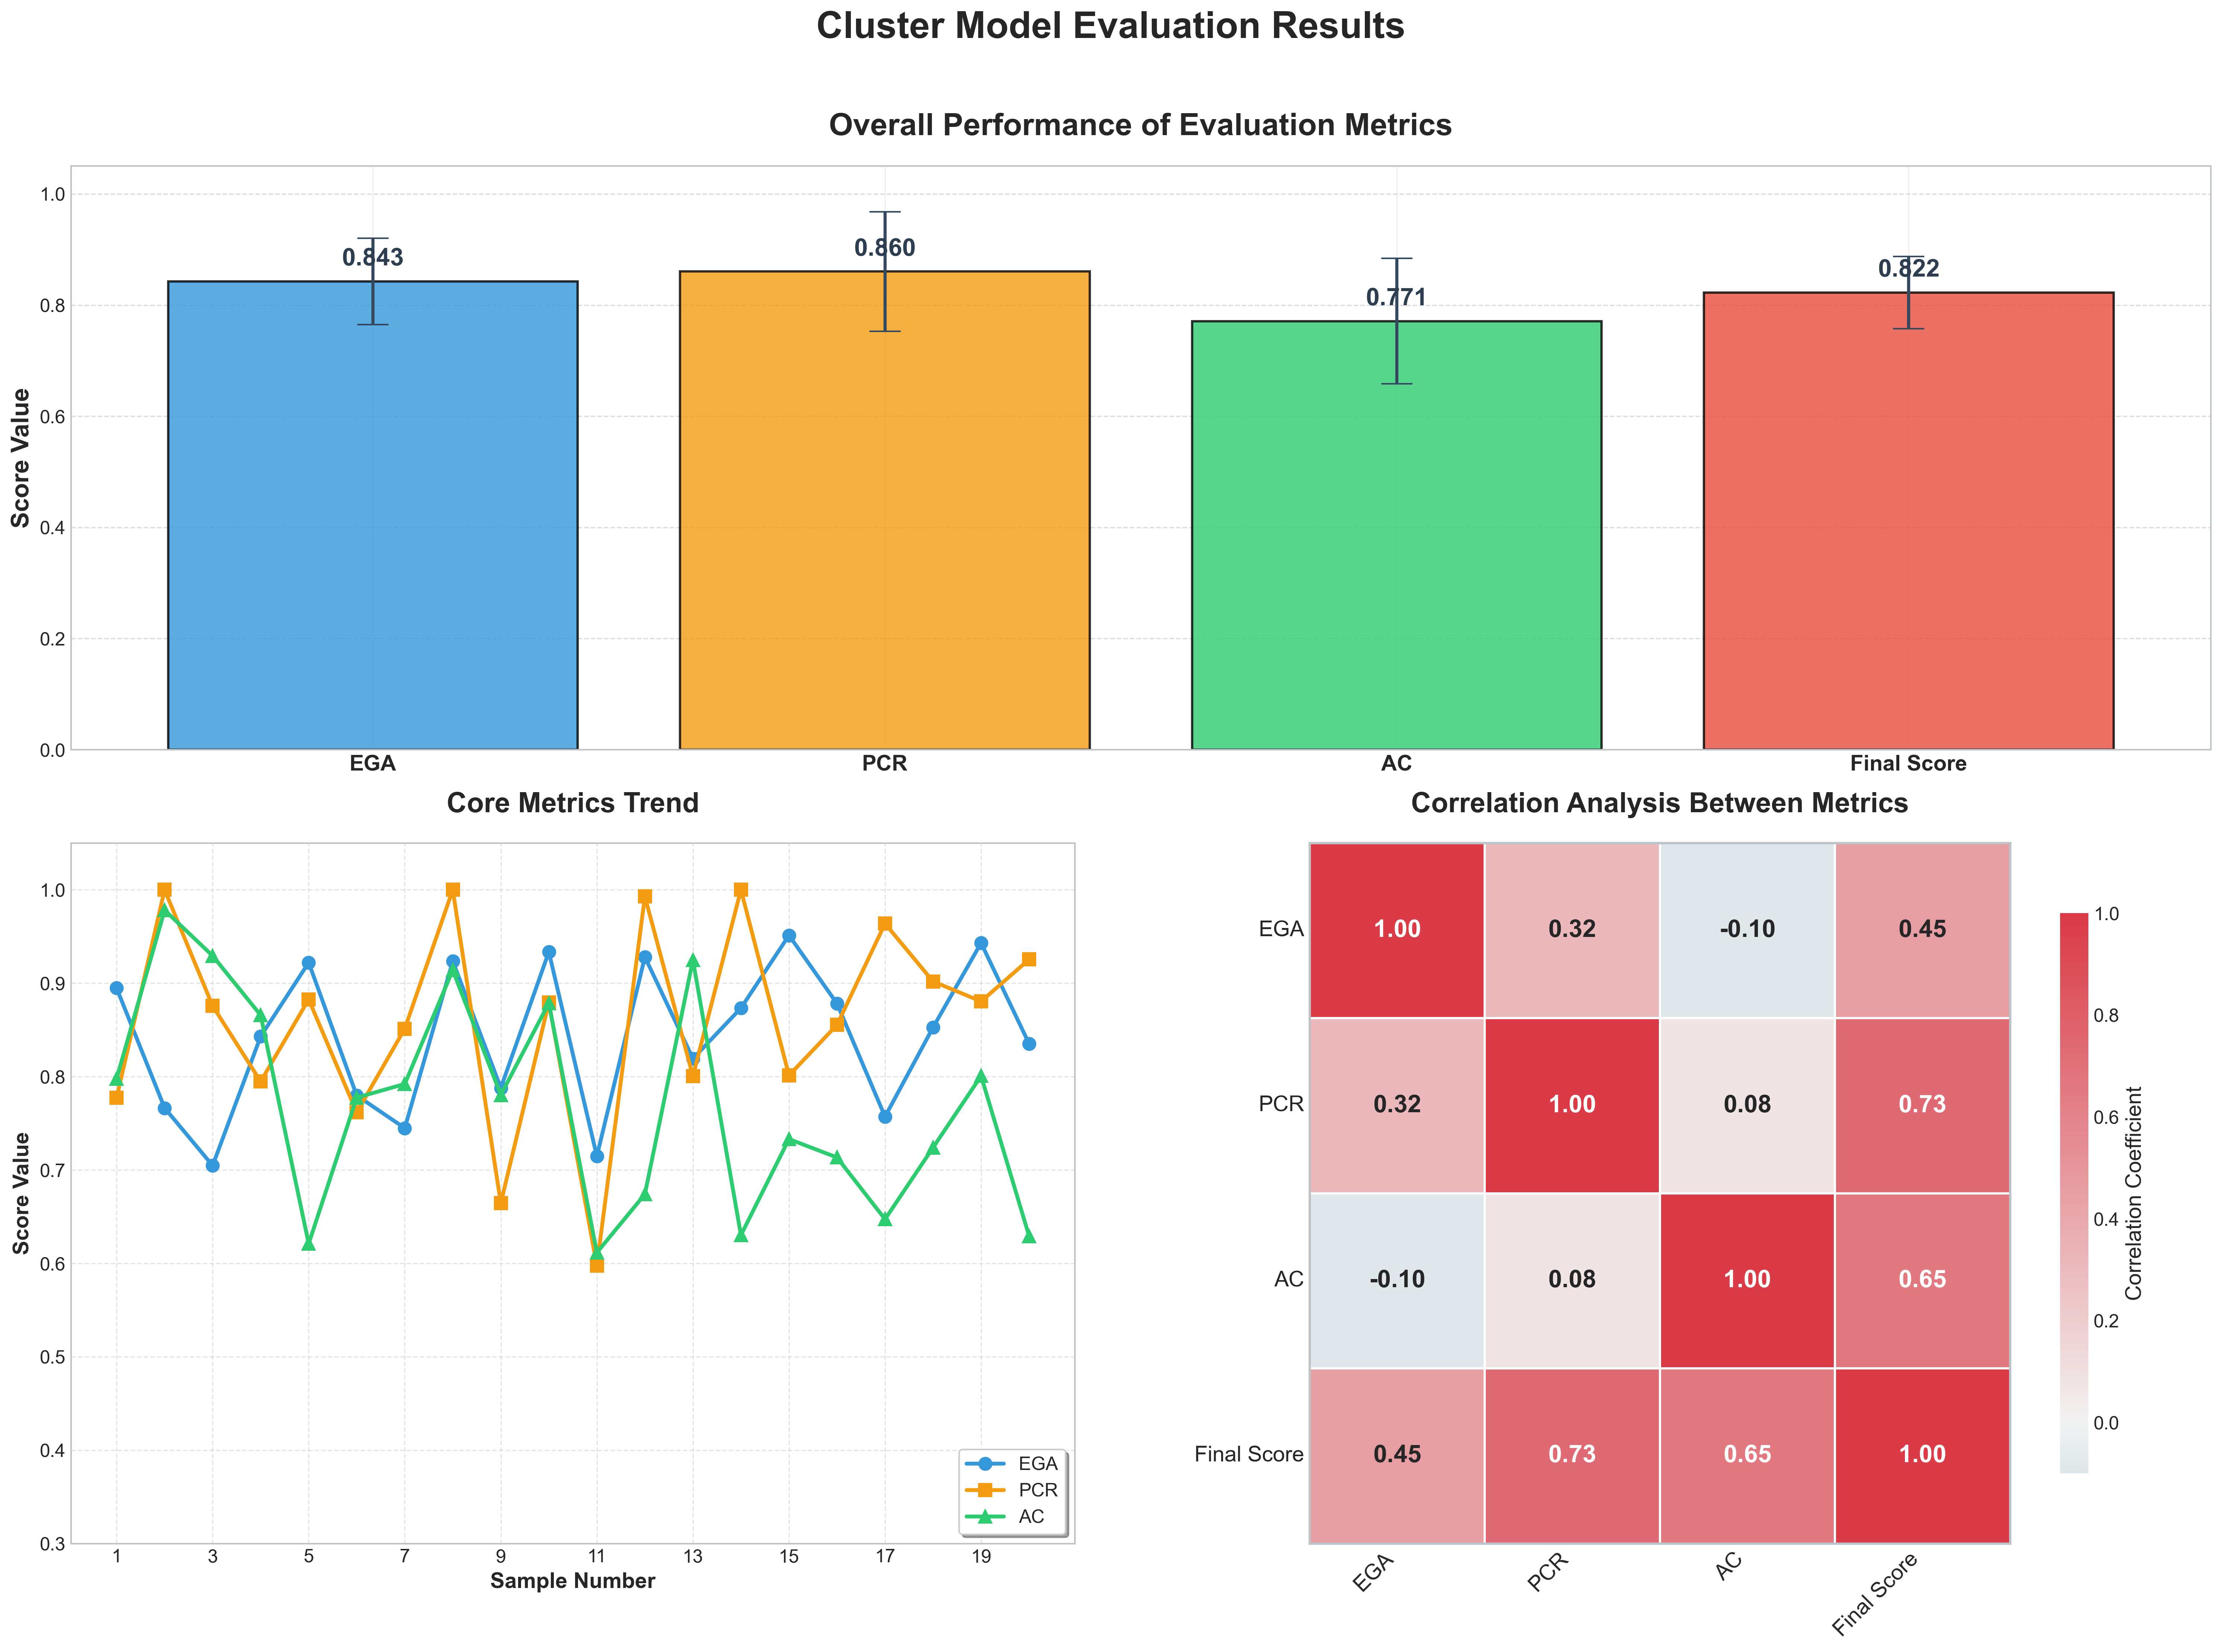 Cluster Model Evaluation Results
Overall Performance of Evaluation Metrics
Score Value
1.0
0.8
0.6
0.4
0.2
0.0
0.843
0.860
0.771
0.822
EGA PCR AC Final Score
Core Metrics Trend
Score Value
1.0
0.9
0.8
0.7
0.6
0.5
0.4
0.3
1 3 5 7 9 11 13 15 17 19
Sample Number
EGA
PCR
AC
Correlation Analysis Between Metrics
EGA 1.00 0.32 -0.10 0.45
PCR 0.32 1.00 0.08 0.73
AC -0.10 0.08 1.00 0.65
Final Score 0.45 0.73 0.65 1.00
EGA PCR AC Final Score
1.0
0.8
0.6
0.4
0.2
0.0
Correlation Coefficient